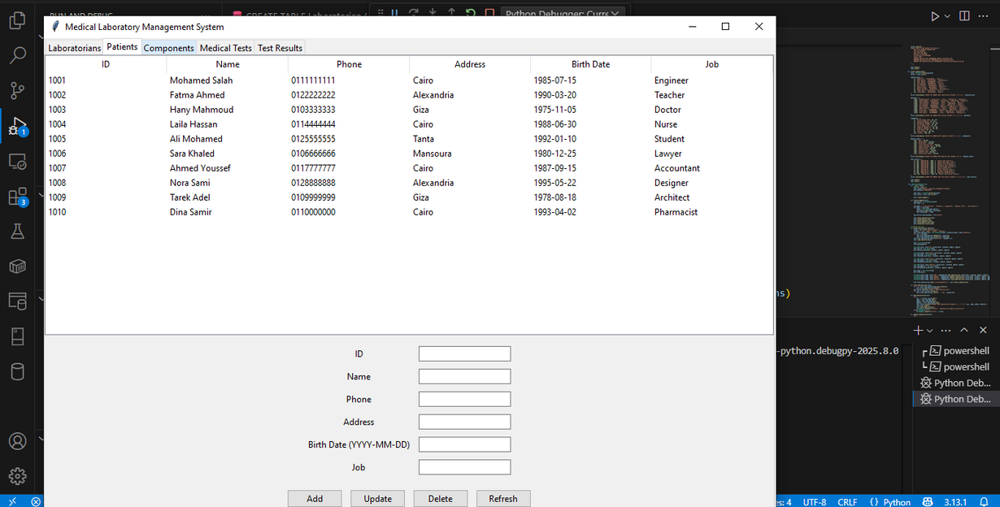 RUN AND DEBUG
CREATE TABLE Laboratorian (
Python Debugger: Curre
Medical Laboratory Management System
Laboratorians Patients Components Medical Tests Test Results
ID Name Phone Address Birth Date Job
1001 Mohamed Salah 0111111111 Cairo 1985-07-15 Engineer
1002 Fatma Ahmed 0122222222 Alexandria 1990-03-20 Teacher
1003 Hany Mahmoud 0103333333 Giza 1975-11-05 Doctor
1004 Laila Hassan 0114444444 Cairo 1988-06-30 Nurse
1005 Ali Mohamed 0125555555 Tanta 1992-01-10 Student
1006 Sara Khaled 0106666666 Mansoura 1980-12-25 Lawyer
1007 Ahmed Youssef 0117777777 Cairo 1987-09-15 Accountant
1008 Nora Sami 0128888888 Alexandria 1995-05-22 Designer
1009 Tarek Adel 0109999999 Giza 1978-08-18 Architect
1010 Dina Samir 0110000000 Cairo 1993-04-02 Pharmacist
1
3
ns)
-python.debugpy-2025.8.0
powershell
powershell
Python Deb...
Python Deb...
ID
Name
Phone
Address
Birth Date (YYYY-MM-DD)
Job
Add Update Delete Refresh
es: 4 UTF-8 CRLF {} Python 3.13.1